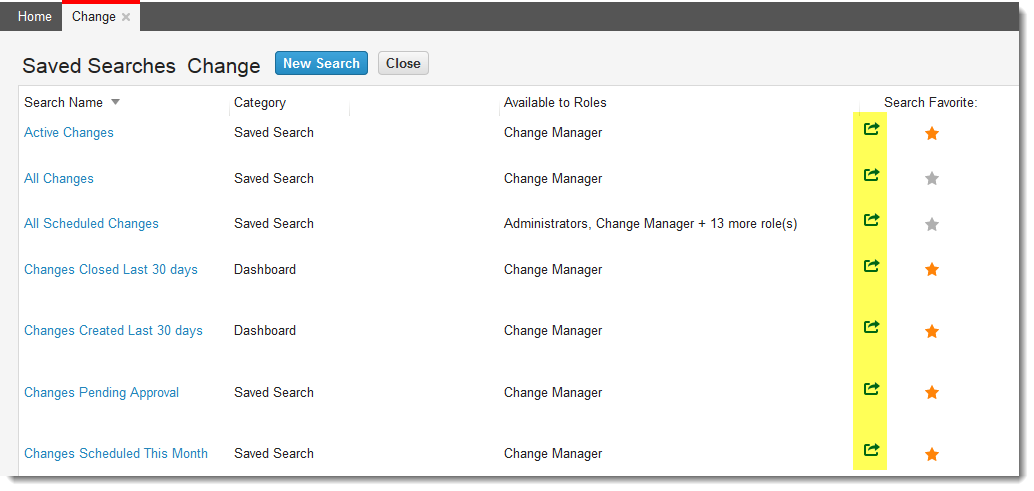 Home Change
Saved Searches Change New Search Close
Search Name Category Available to Roles Search Favorite:
Active Changes Saved Search Change Manager
All Changes Saved Search Change Manager
All Scheduled Changes Saved Search Administrators, Change Manager + 13 more role(s)
Changes Closed Last 30 days Dashboard Change Manager
Changes Created Last 30 days Dashboard Change Manager
Changes Pending Approval Saved Search Change Manager
Changes Scheduled This Month Saved Search Change Manager